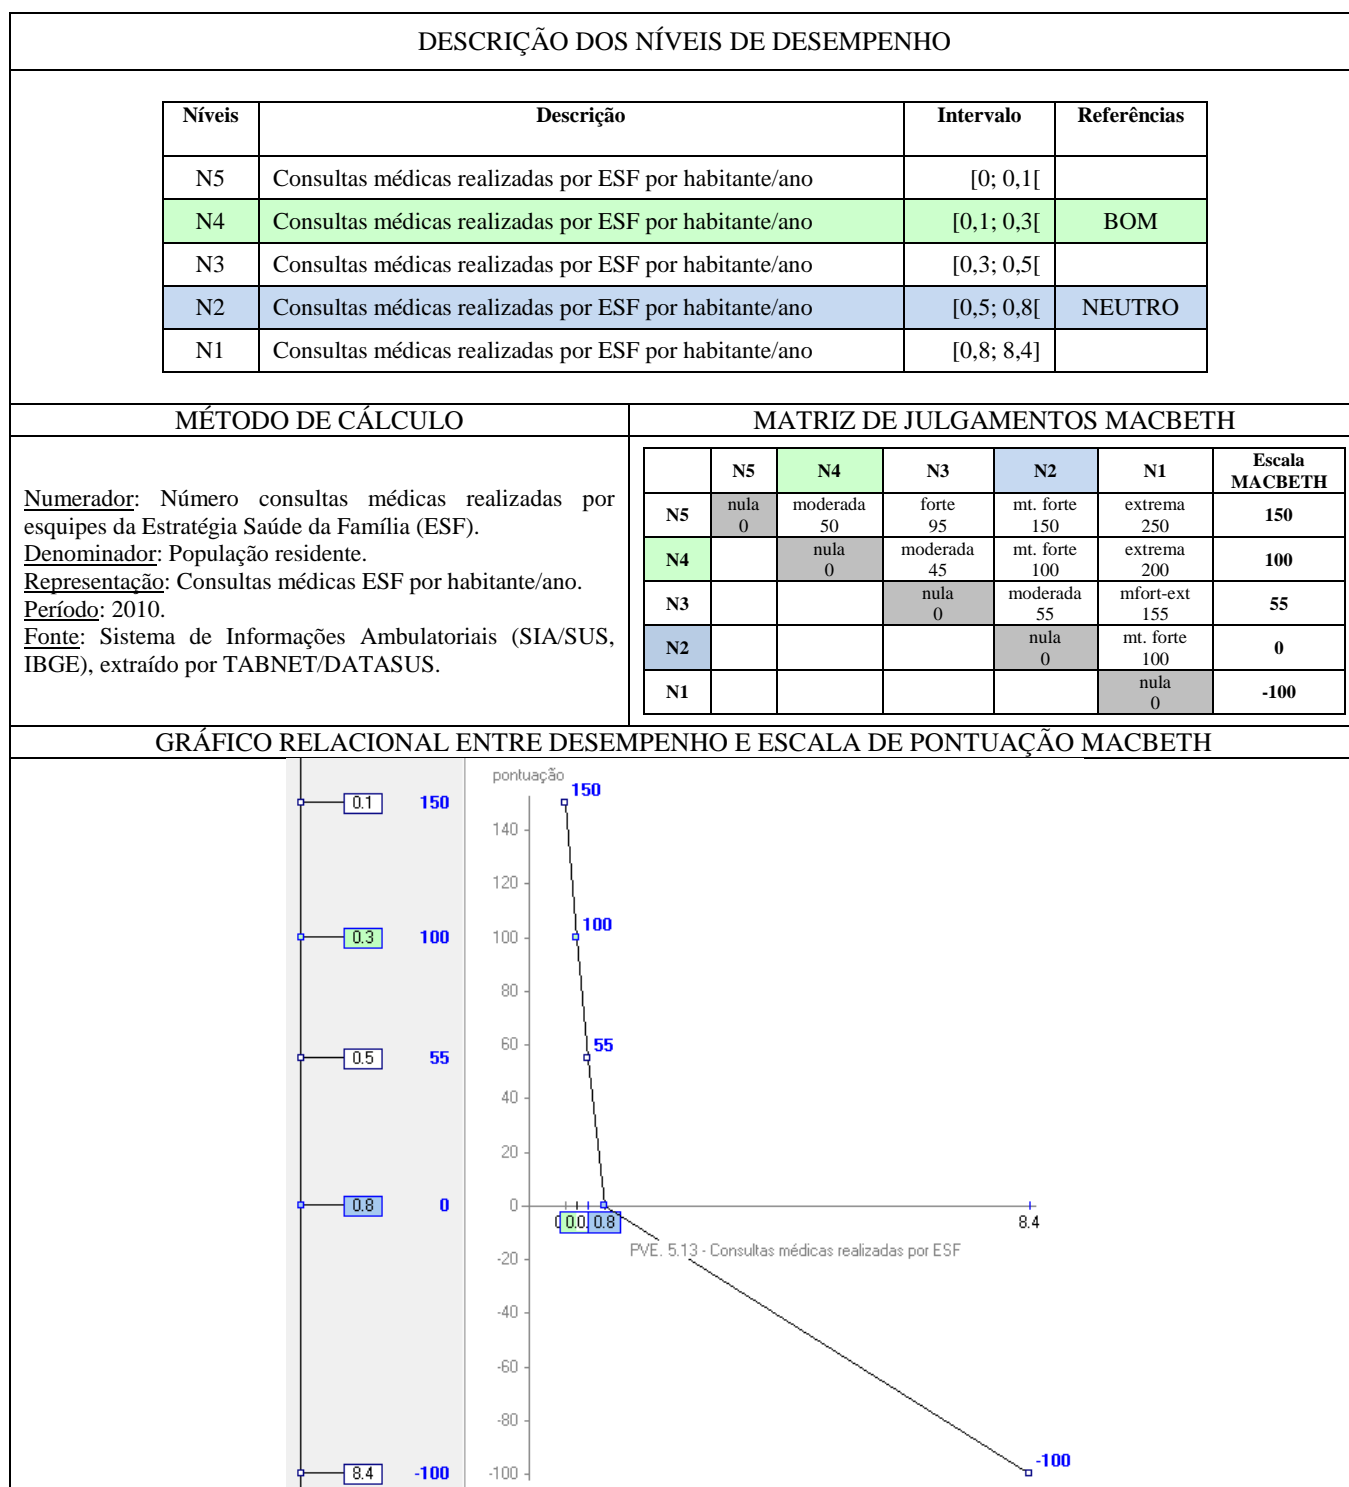 DESCRIÇÃO DOS NÍVEIS DE DESEMPENHO
Níveis Descrição Intervalo Referências
N5 Consultas médicas realizadas por ESF por habitante/ano [0; 0,1[
N4 Consultas médicas realizadas por ESF por habitante/ano [0,1; 0,3[ BOM
N3 Consultas médicas realizadas por ESF por habitante/ano [0,3; 0,5[
N2 Consultas médicas realizadas por ESF por habitante/ano [0,5; 0,8[ NEUTRO
N1 Consultas médicas realizadas por ESF por habitante/ano [0,8; 8,4]
MÉTODO DE CÁLCULO
Numerador: Número consultas médicas realizadas por
esquipes da Estratégia Saúde da Família (ESF).
Denominador: População residente.
Representação: Consultas médicas ESF por habitante/ano.
Período: 2010.
Fonte: Sistema de Informações Ambulatoriais (SIA/SUS,
IBGE), extraído por TABNET/DATASUS.
MATRIZ DE JULGAMENTOS MACBETH
N5 N4 N3 N2 N1 Escala
MACBETH
N5 nula moderada forte mt. forte extrema 150
0 50 95 150 250
N4 nula moderada mt. forte extrema 100
0 45 100 200
N3 nula moderada mfort-ext 55
0 55 155
N2 nula mt. forte 0
0 100
N1 nula -100
0
GRÁFICO RELACIONAL ENTRE DESEMPENHO E ESCALA DE PONTUAÇÃO MACBETH
0.1 150
0.3 100
0.5 55
0.8 0
8.4 -100
pontuação
150
140
120
100 100
80
60 55
40
20
0
0.8 8.4
PVE. 5.13 - Consultas médicas realizadas por ESF
-20
-40
-60
-80
-100 -100